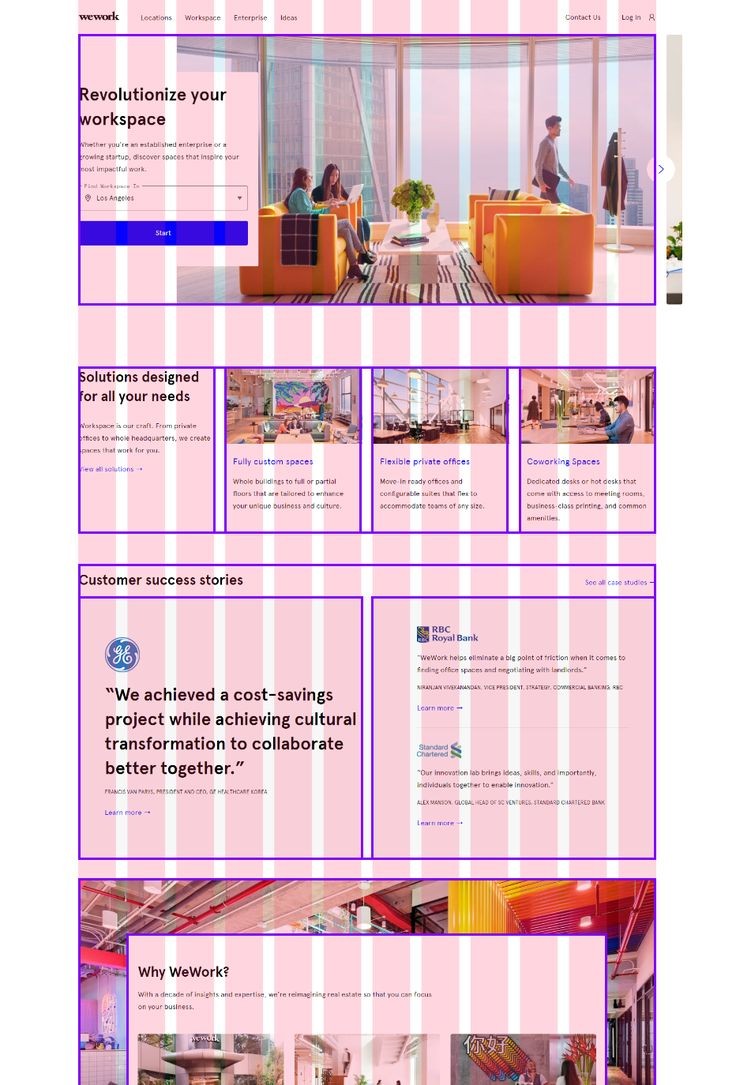 wework Locations Workspace Enterprise Ideas Contact Us Log In
Revolutionize your
workspace
Whether you're an established enterprise or a
growing startup, discover spaces that inspire your
most impactful work.
Find Workspace In
Los Angeles
Start
Solutions designed
for all your needs
Workspace is our craft. From private
offices to whole headquarters, we create
spaces that work for you.
View all solutions →
Fully custom spaces
Whole buildings to full or partial
floors that are tailored to enhance
your unique business and culture.
Flexible private offices
Move-in ready offices and
configurable suites that flex to
accommodate teams of any size.
Coworking Spaces
Dedicated desks or hot desks that
come with access to meeting rooms,
business-class printing, and common
amenities.
Customer success stories
See all case studies →
GE
“We achieved a cost-savings
project while achieving cultural
transformation to collaborate
better together.”
FRANCIS VAN PARYS, PRESIDENT AND CEO, GE HEALTHCARE KOREA
Learn more →
RBC
RBC
Royal Bank
“WeWork helps eliminate a big point of friction when it comes to
finding office spaces and negotiating with landlords.”
NIRANJAN VIVEKANANDAN, VICE PRESIDENT, STRATEGY, COMMERCIAL BANKING, RBC
Learn more →
Standard
Chartered
“Our innovation lab brings ideas, skills, and importantly,
individuals together to enable innovation.”
ALEX MANSON, GLOBAL HEAD OF SC VENTURES, STANDARD CHARTERED BANK
Learn more →
Why WeWork?
With a decade of insights and expertise, we're reimagining real estate so that you can focus
on your business.
wework
你好